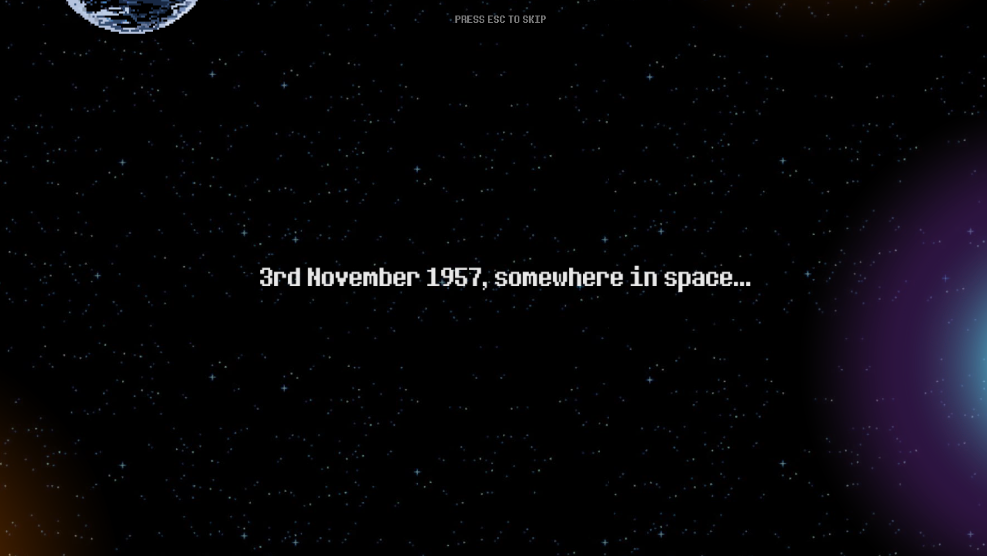 PRESS ESC TO SKIP
3rd November 1957, somewhere in space...